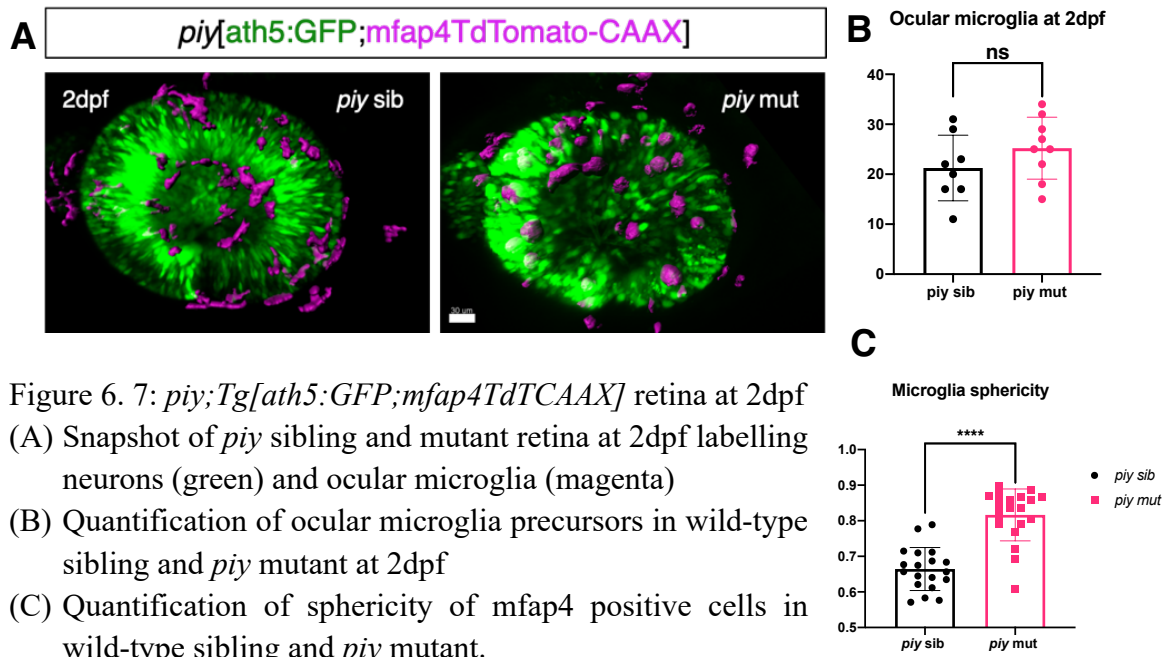 A
piy[ath5:GFP;mfap4TdTomato-CAAX]
2dpf
piy sib
piy mut
30 um
B
Ocular microglia at 2dpf
ns
40
30
20
10
0
piy sib
piy mut
C
Microglia sphericity
****
1.0
0.9
0.8
0.7
0.6
0.5
piy sib
piy mut
piy sib
piy mut
Figure 6. 7: piy;Tg[ath5:GFP;mfap4TdTCAAX] retina at 2dpf
(A) Snapshot of piy sibling and mutant retina at 2dpf labelling
neurons (green) and ocular microglia (magenta)
(B) Quantification of ocular microglia precursors in wild-type
sibling and piy mutant at 2dpf
(C) Quantification of sphericity of mfap4 positive cells in
wild-type sibling and piy mutant.